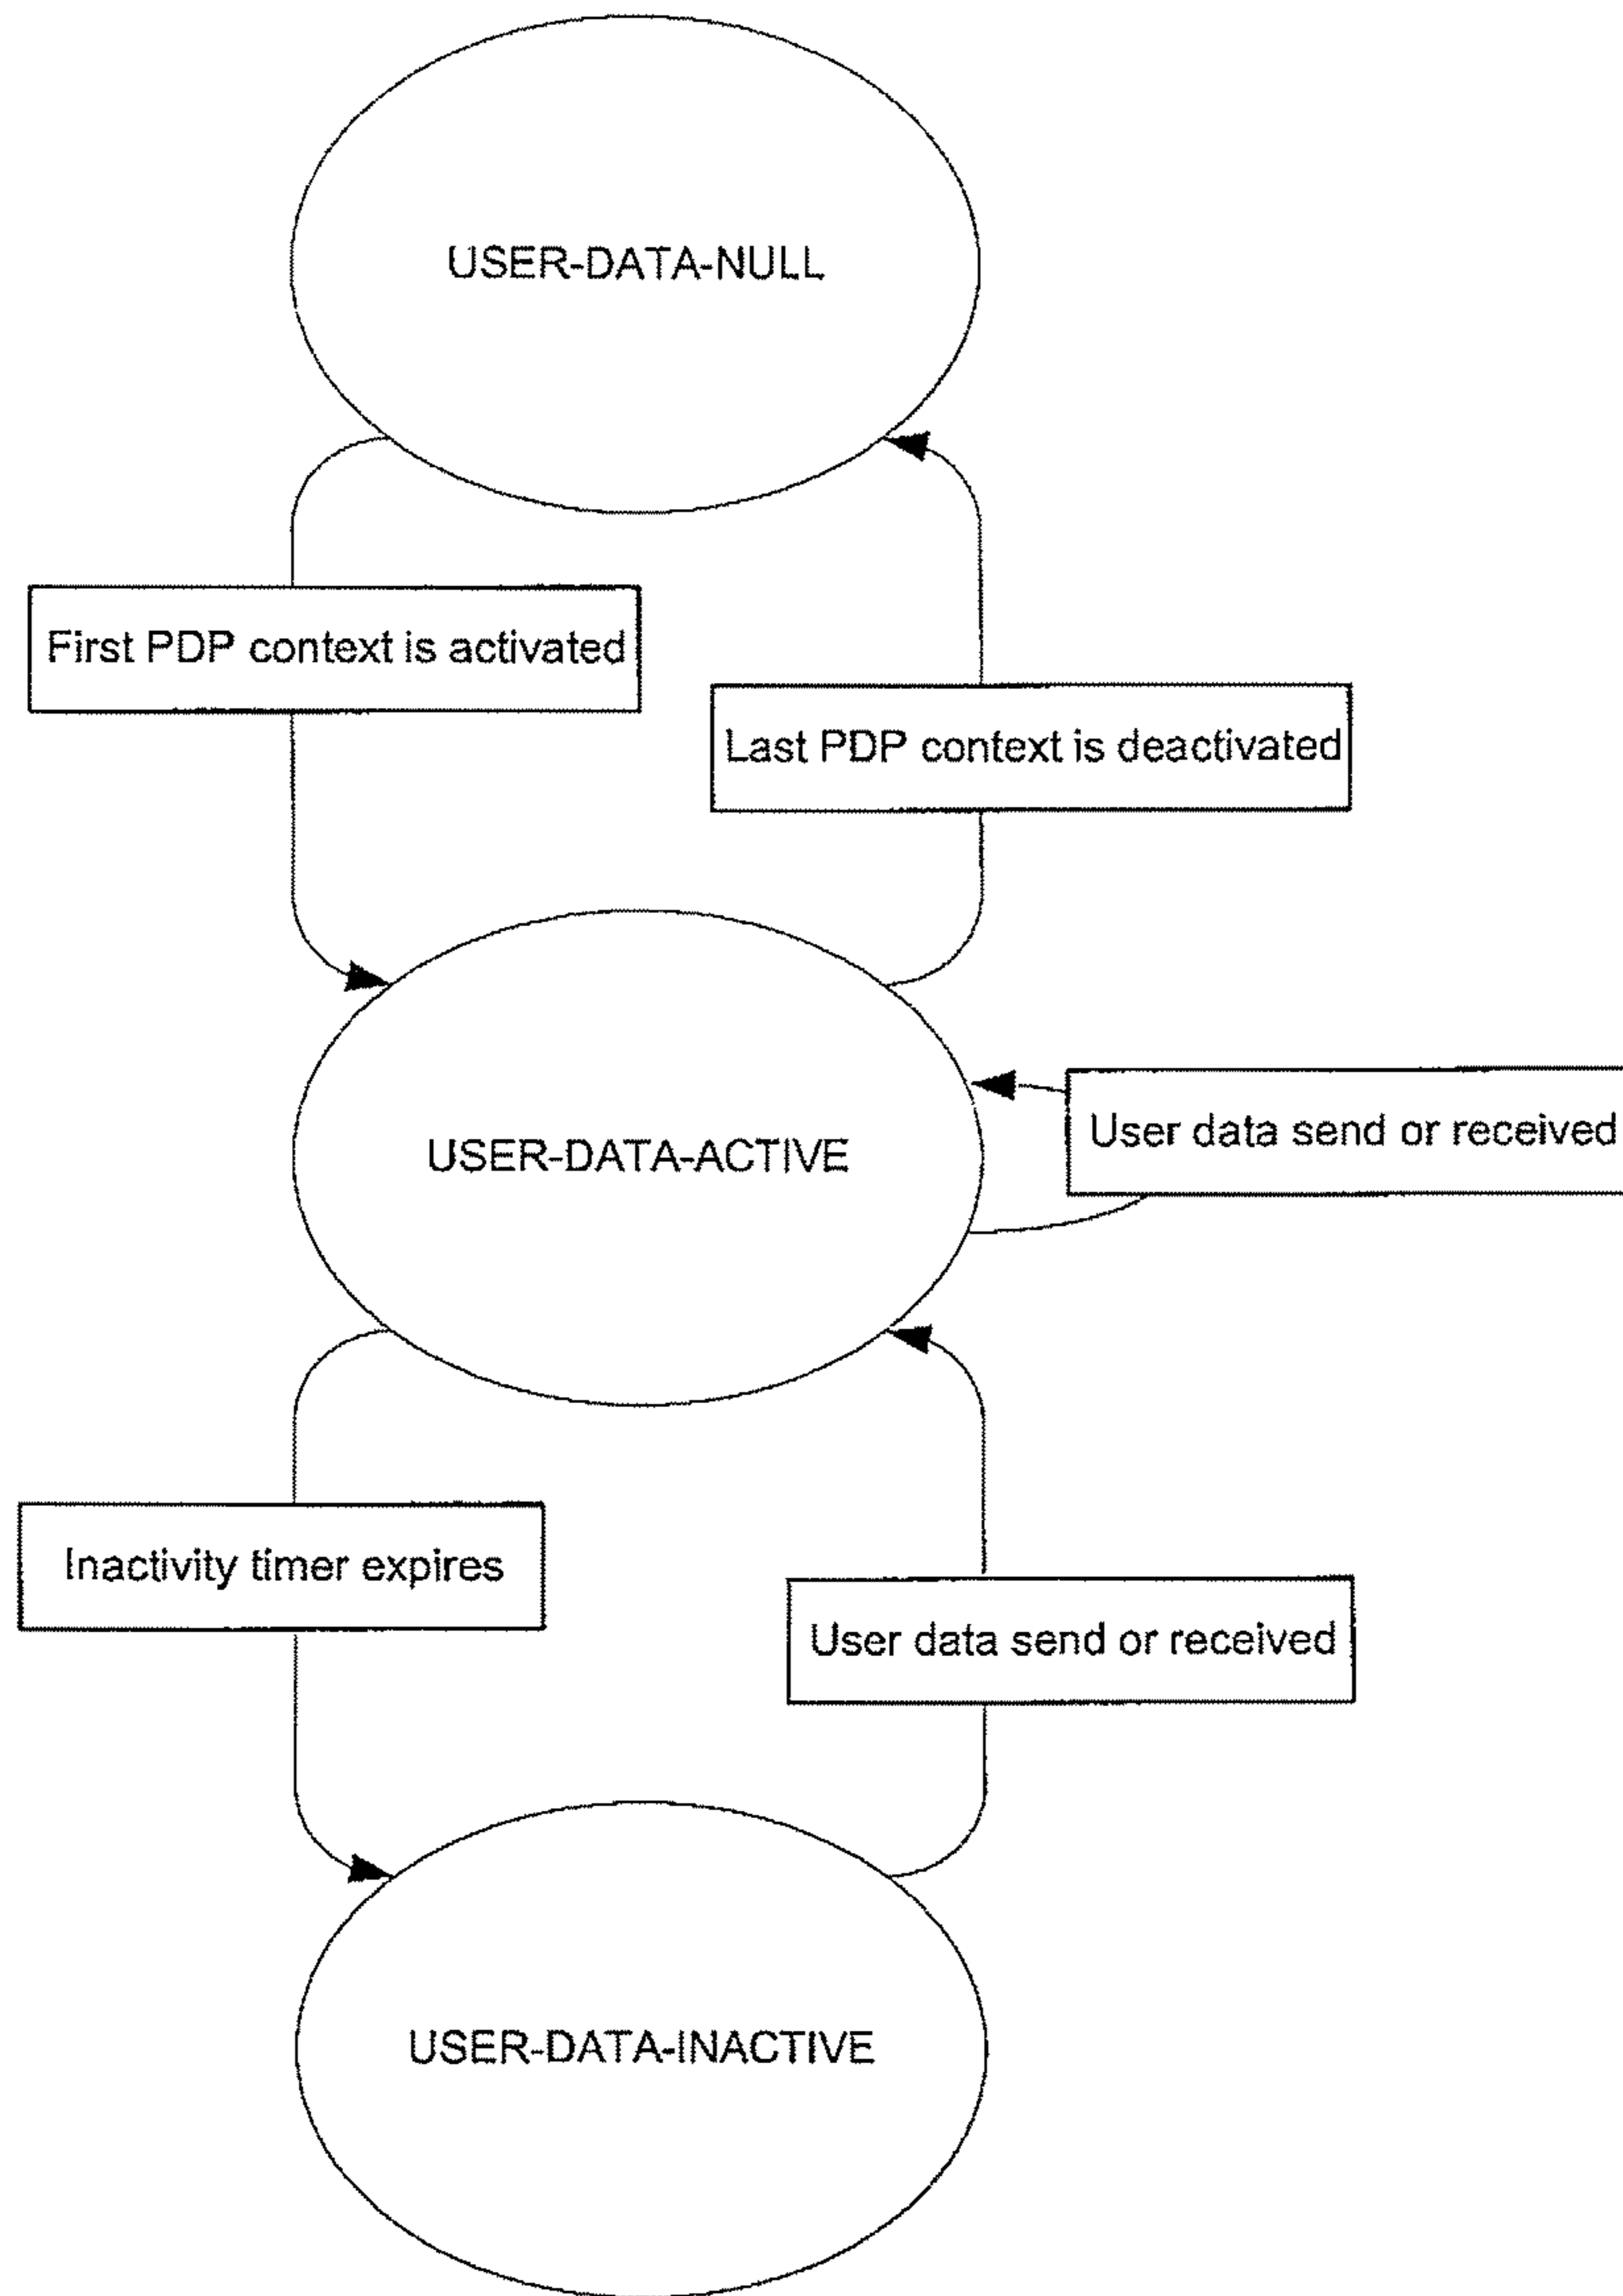 USER-DATA-NULL
First PDP context is activated
Last PDP context is deactivated
User data send or received
USER-DATA-ACTIVE
Inactivity timer expires
User data send or received
USER-DATA-INACTIVE